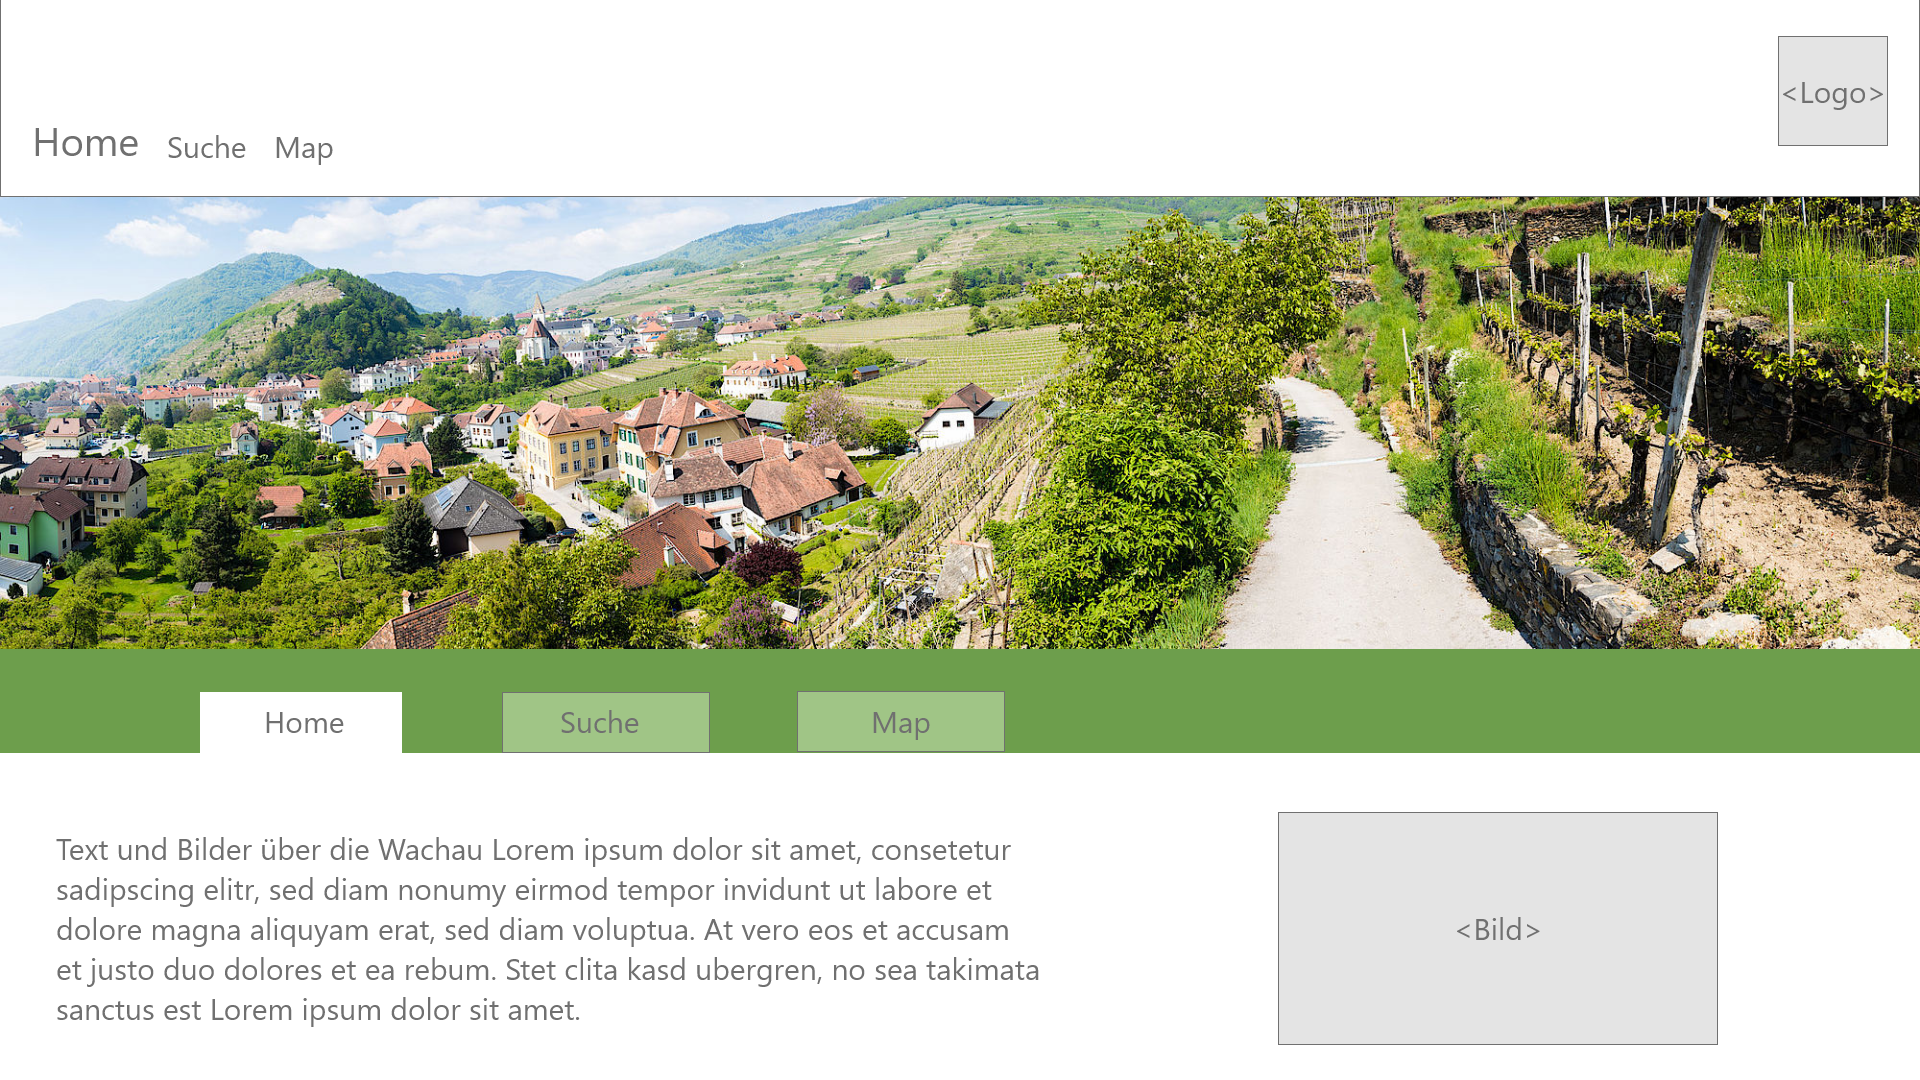 <Logo>
Home Suche Map
Home Suche Map
Text und Bilder über die Wachau Lorem ipsum dolor sit amet, consetetur
sadipscing elitr, sed diam nonumy eirmod tempor invidunt ut labore et
dolore magna aliquyam erat, sed diam voluptua. At vero eos et accusam
et justo duo dolores et ea rebum. Stet clita kasd ubergren, no sea takimata
sanctus est Lorem ipsum dolor sit amet.
<Bild>